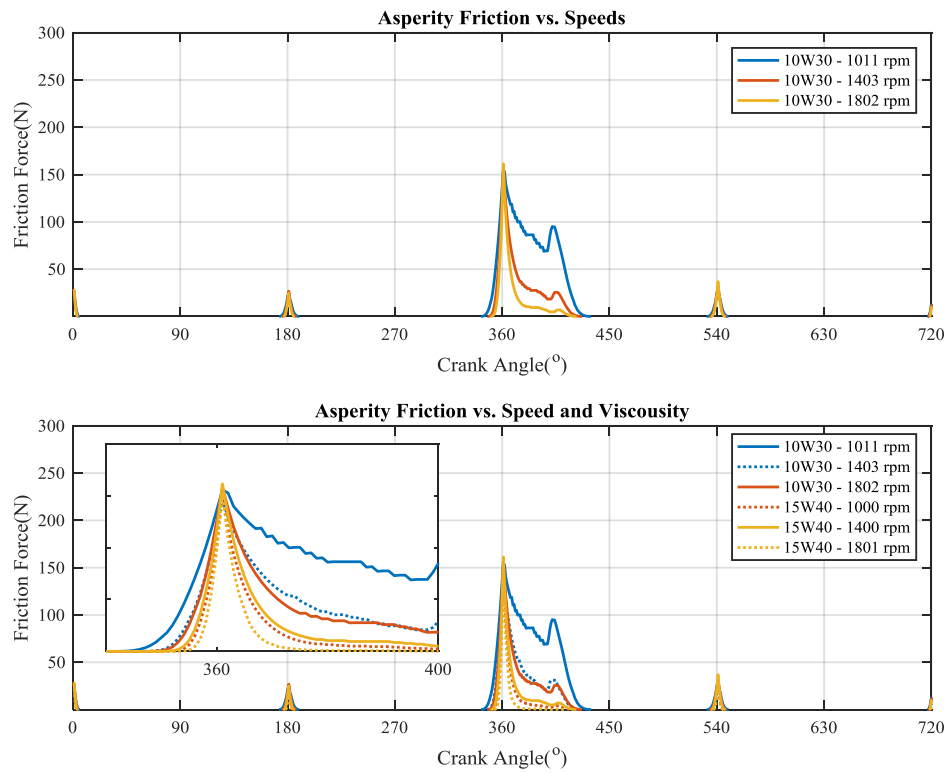 Asperity Friction vs. Speeds
300
250
200
150
100
50
Friction Force(N)
10W30 - 1011 rpm
10W30 - 1403 rpm
10W30 - 1802 rpm
0 90 180 270 360 450 540 630 720
Crank Angle(°)
Asperity Friction vs. Speed and Viscousity
300
250
200
150
100
50
Friction Force(N)
360 400
10W30 - 1011 rpm
10W30 - 1403 rpm
10W30 - 1802 rpm
15W40 - 1000 rpm
15W40 - 1400 rpm
15W40 - 1801 rpm
0 90 180 270 360 450 540 630 720
Crank Angle(°)